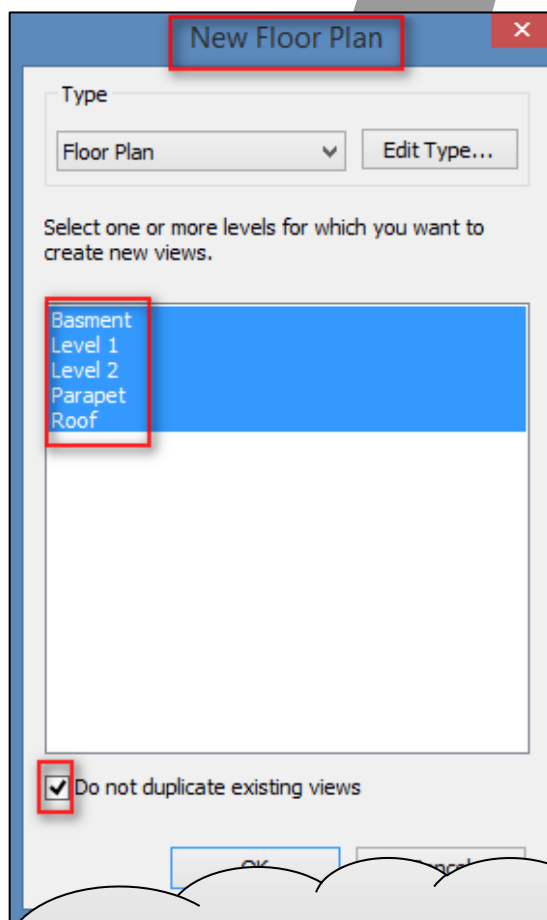 New Floor Plan
Type
Floor Plan
Edit Type...
Select one or more levels for which you want to
create new views.
Basment
Level 1
Level 2
Parapet
Roof
Do not duplicate existing views
OK